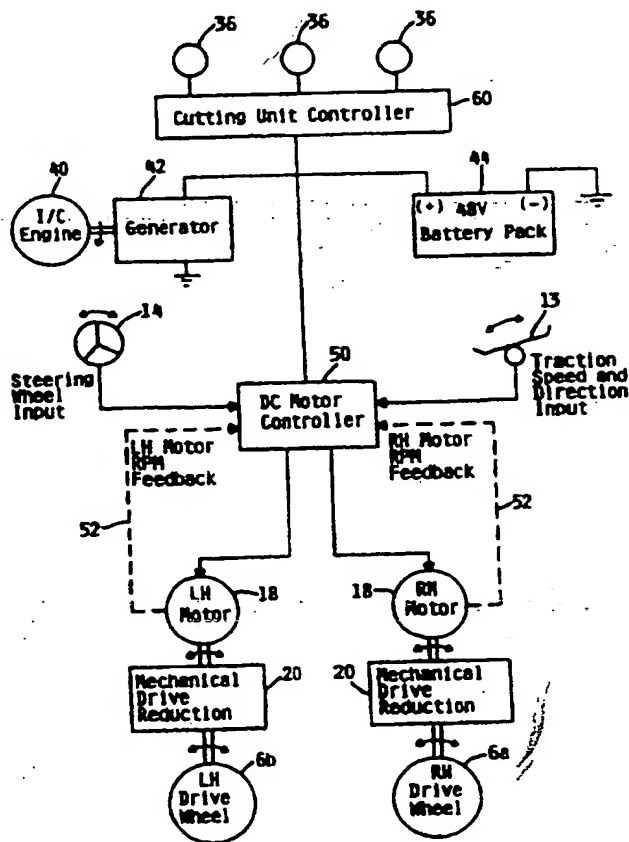 36 36 36
Cutting Unit Controller
60
40
42
44
I/C
Engine
Generator
(+) 48V (-)
Battery Pack
14
13
Steering
Wheel
Input
50
DC Motor
Controller
Traction
Speed and
Direction
Input
LH Motor
RPM
Feedback
RH Motor
RPM
Feedback
52
52
LH
Motor
18
18
RH
Motor
Mechanical
Drive
Reduction
20
20
Mechanical
Drive
Reduction
6b
6a
LH
Drive
Wheel
RH
Drive
Wheel